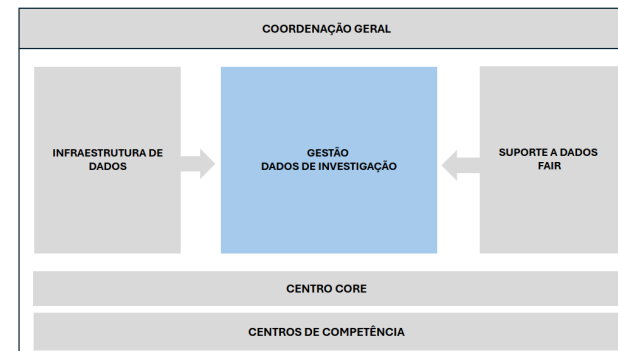 COORDENAÇÃO GERAL
INFRAESTRUTURA DE
DADOS
GESTÃO
DADOS DE INVESTIGAÇÃO
SUPORTE A DADOS
FAIR
CENTRO CORE
CENTROS DE COMPETÊNCIA